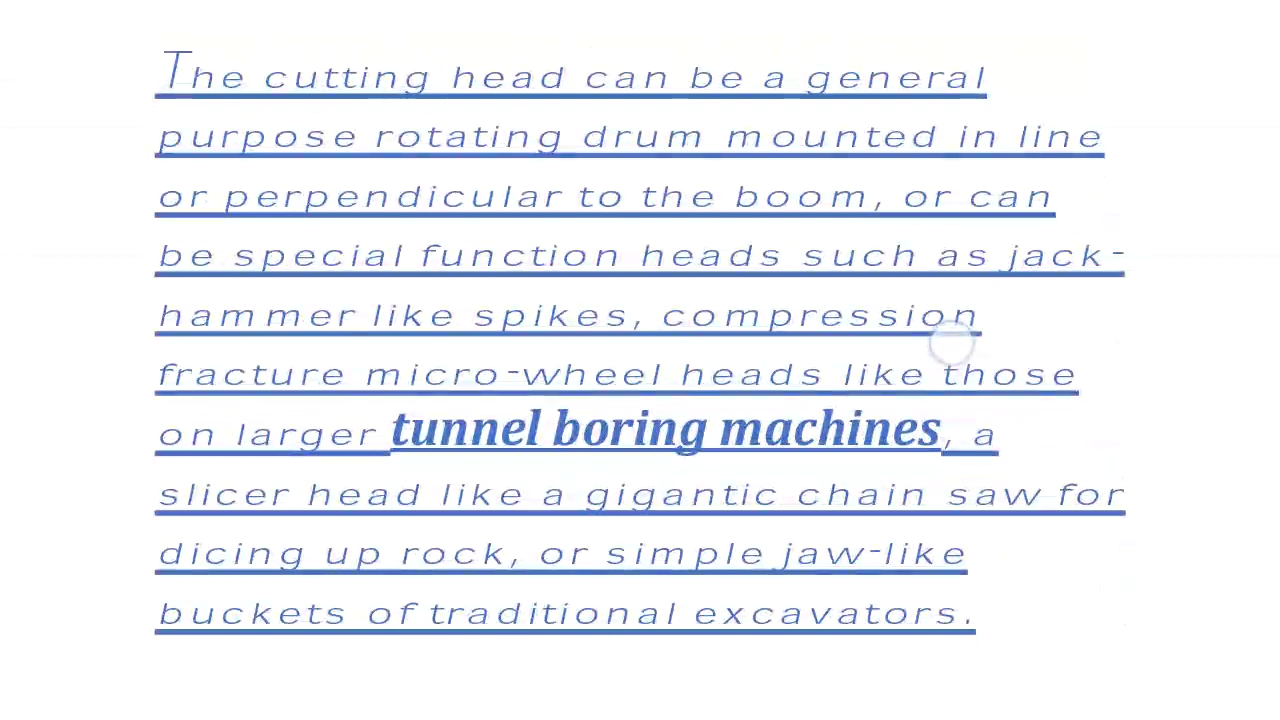 The cutting head can be a general
purpose rotating drum mounted in line
or perpendicular to the boom, or can
be special function heads such as jack-
hammer like spikes, compression
fracture micro-wheel heads like those
on larger tunnel boring machines, a
slicer head like a gigantic chain saw for
dicing up rock, or simple jaw-like
buckets of traditional excavators.